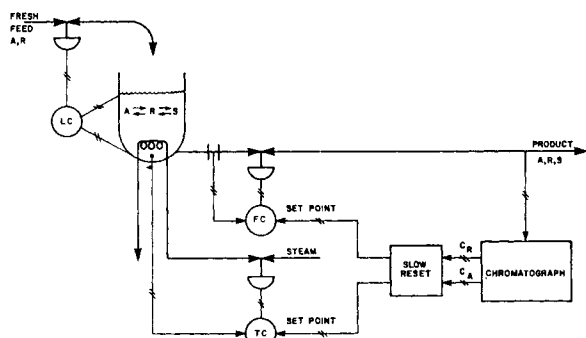 FRESH
FEED
A,R
LC
A ⇌ R ⇌ S
PRODUCT
A,R,S
SET POINT
FC
STEAM
C_R
SLOW
RESET
C_A
CHROMATOGRAPH
SET POINT
TC